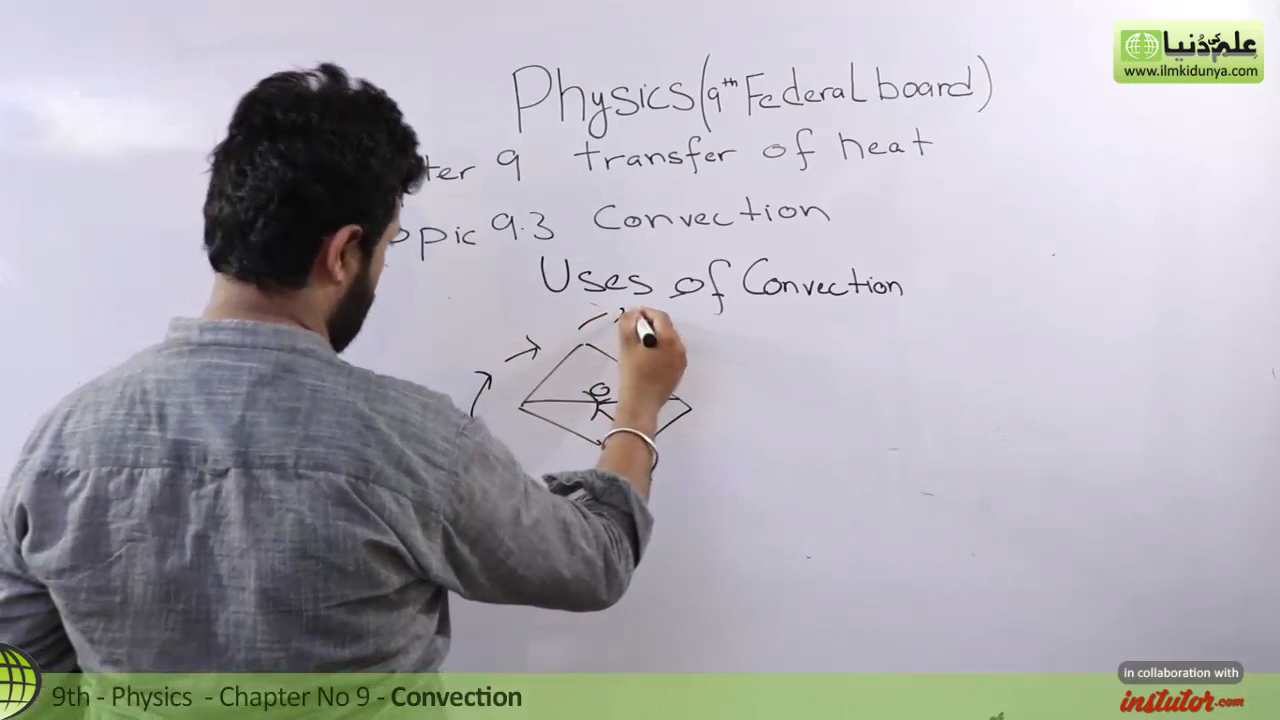 علم کی دُنیا
www.ilmkidunya.com
Physics (9th Federal board)
ter 9 transfer of heat
opic 9.3 Convection
Uses of Convection
9th - Physics - Chapter No 9 - Convection
in collaboration with
instutor.com